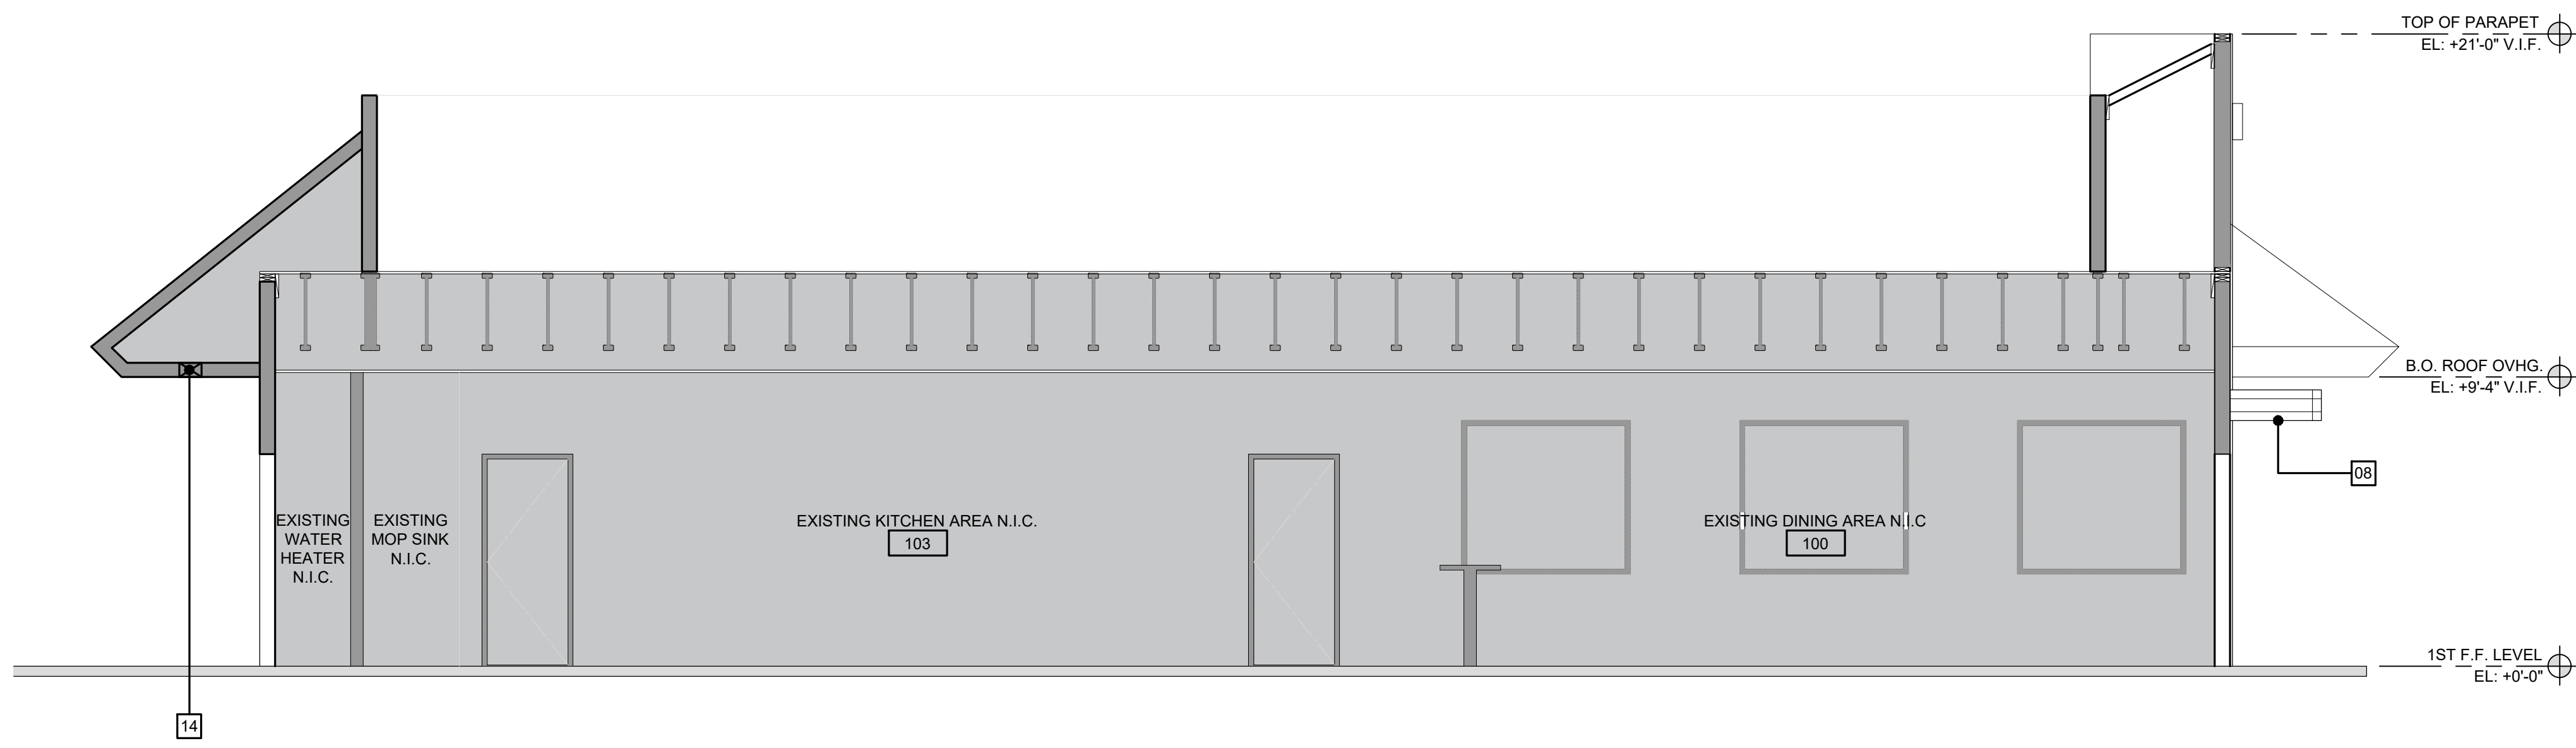 TOP OF PARAPET
EL: +21'-0" V.I.F.
B.O. ROOF OVHG.
EL: +9'-4" V.I.F.
08
EXISTING
WATER
HEATER
N.I.C.
EXISTING
MOP SINK
N.I.C.
EXISTING KITCHEN AREA N.I.C.
103
EXISTING DINING AREA N.I.C
100
1ST F.F. LEVEL
EL: +0'-0"
14